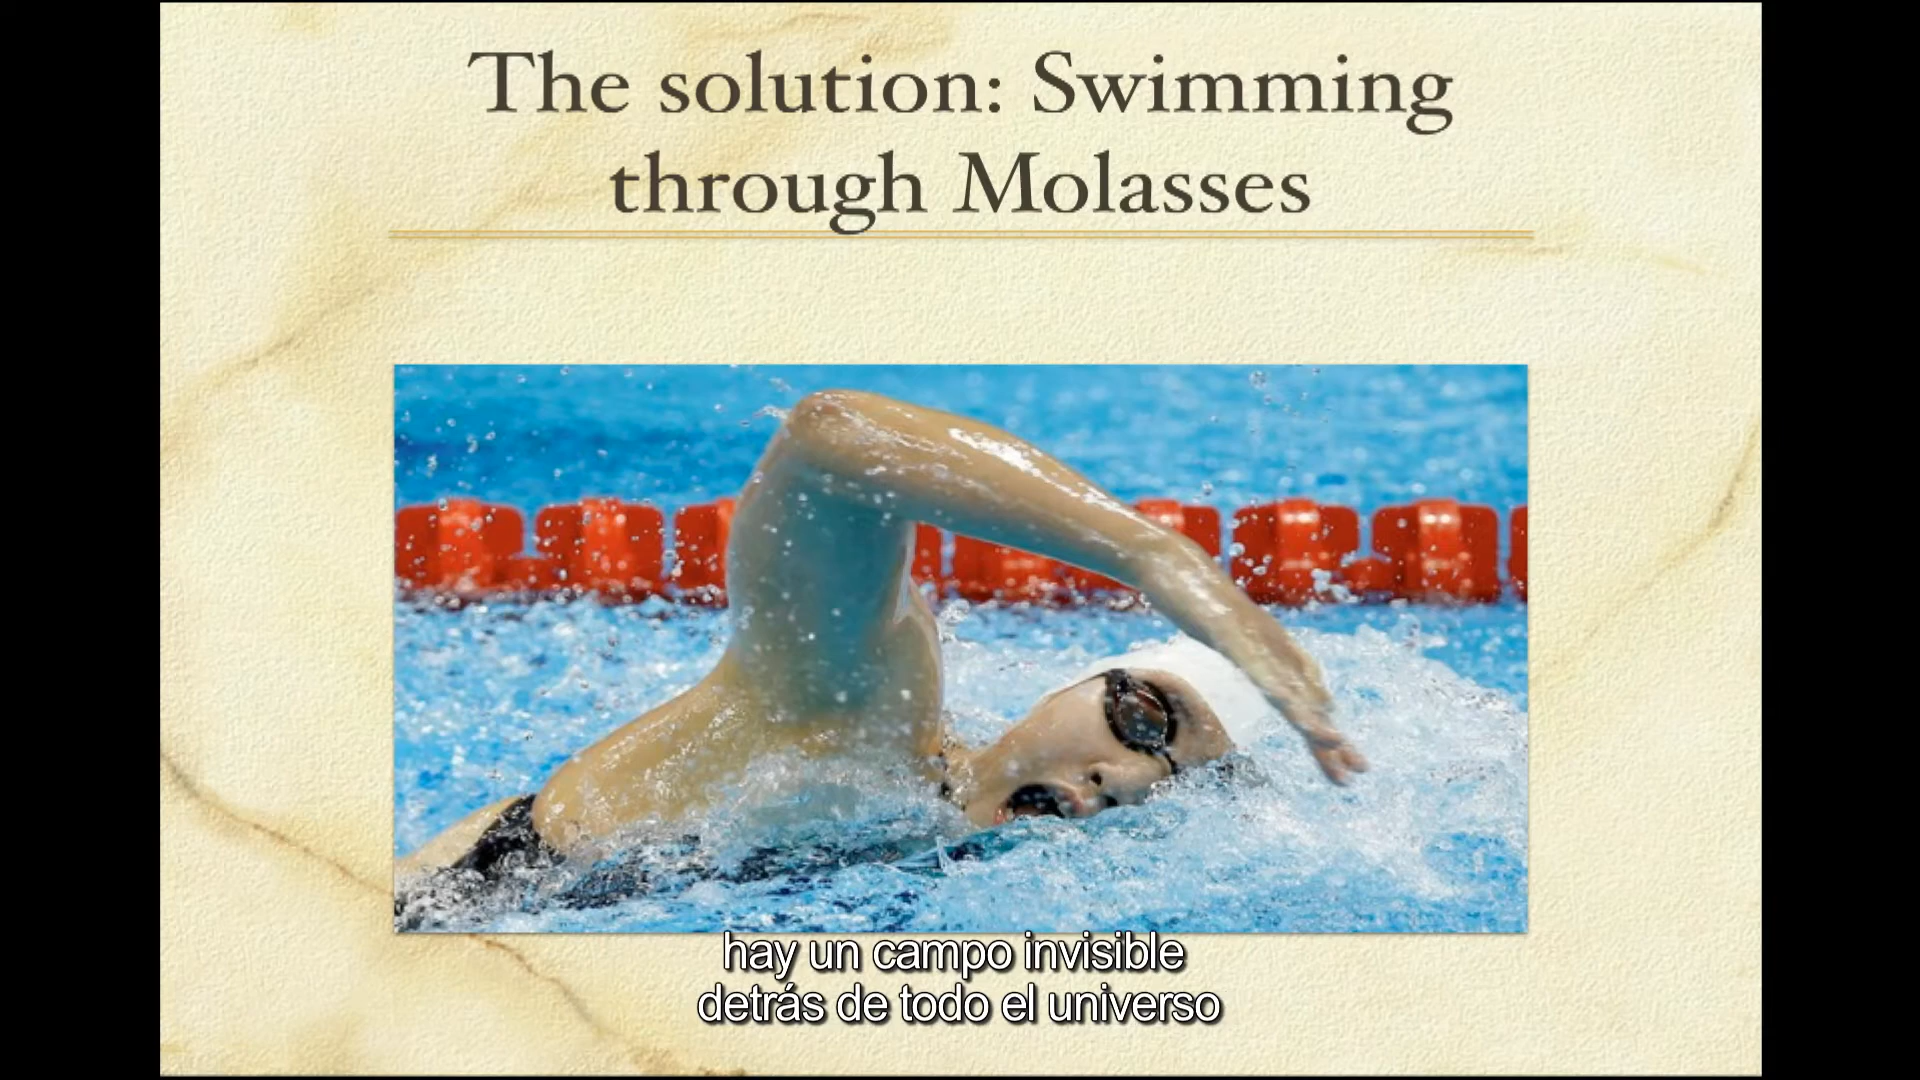 The solution: Swimming
through Molasses
hay un campo invisible
detrás de todo el universo